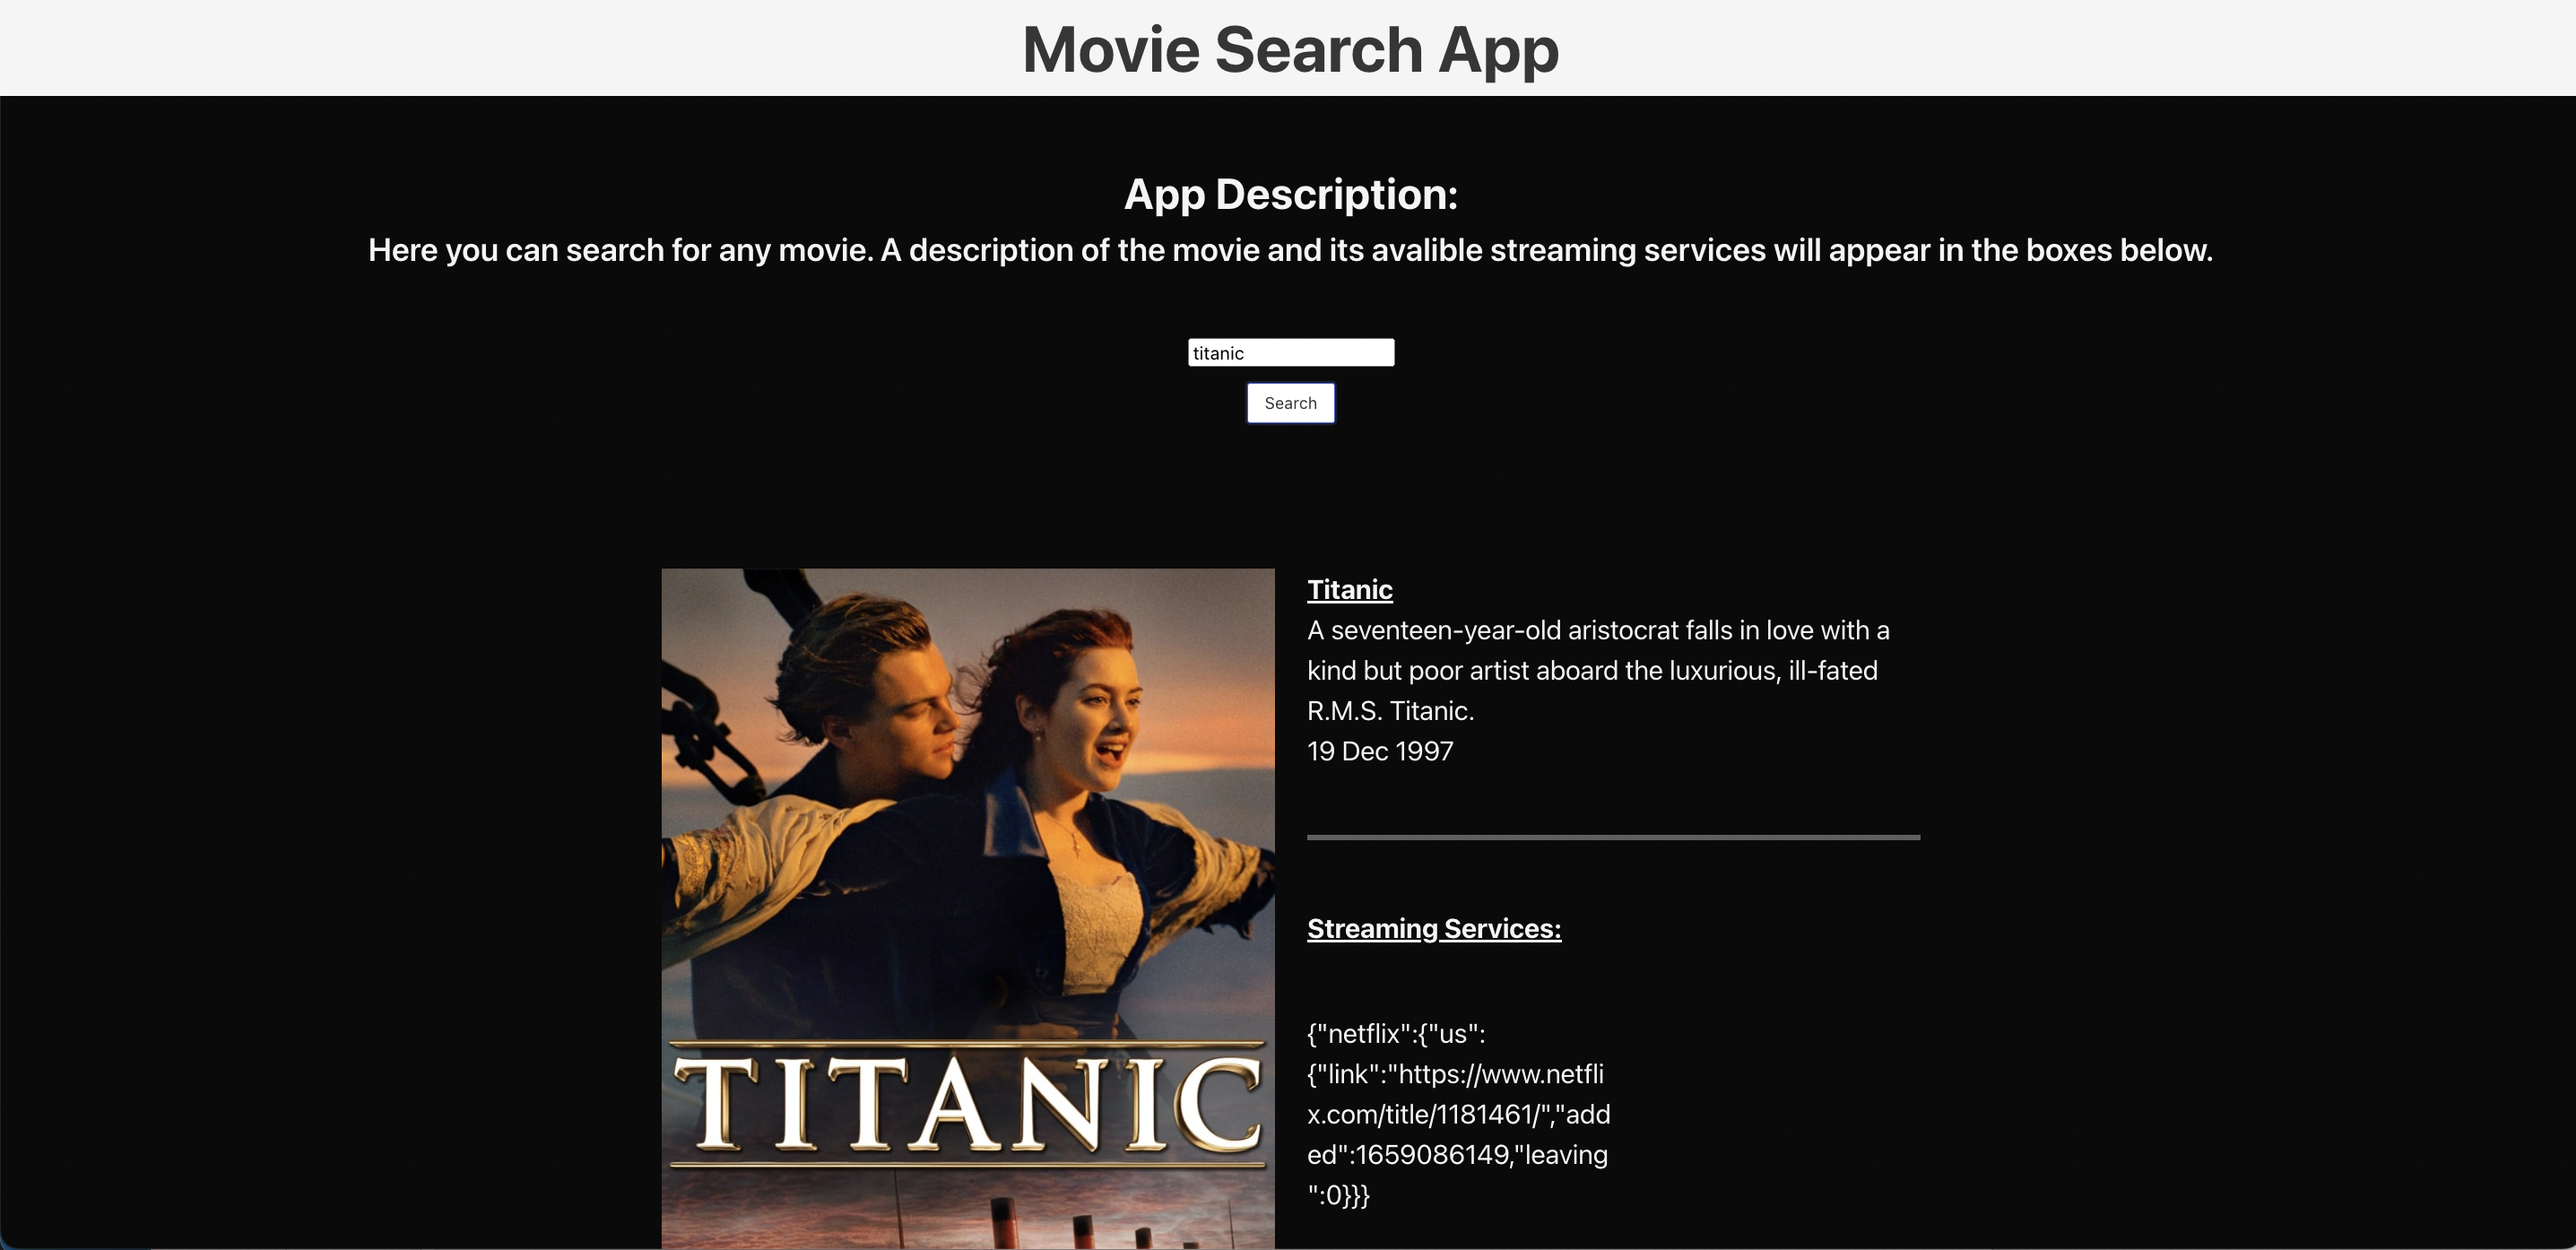 Movie Search App
App Description:
Here you can search for any movie. A description of the movie and its avalible streaming services will appear in the boxes below.
titanic
Search
Titanic
A seventeen-year-old aristocrat falls in love with a
kind but poor artist aboard the luxurious, ill-fated
R.M.S. Titanic.
19 Dec 1997
Streaming Services:
{"netflix":{"us":
{"link":"https://www.netfli
x.com/title/1181461/","add
ed":1659086149,"leaving
":0}}}
TITANIC